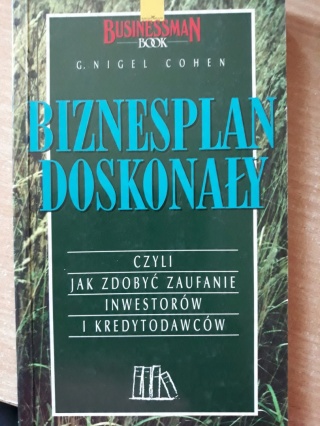 BUSINESSMAN
BOOK
G. NIGEL COHEN
BIZNESPLAN
DOSKONAŁY
CZYLI
JAK ZDOBYĆ ZAUFANIE
INWESTORÓW
I KREDYTODAWCÓW